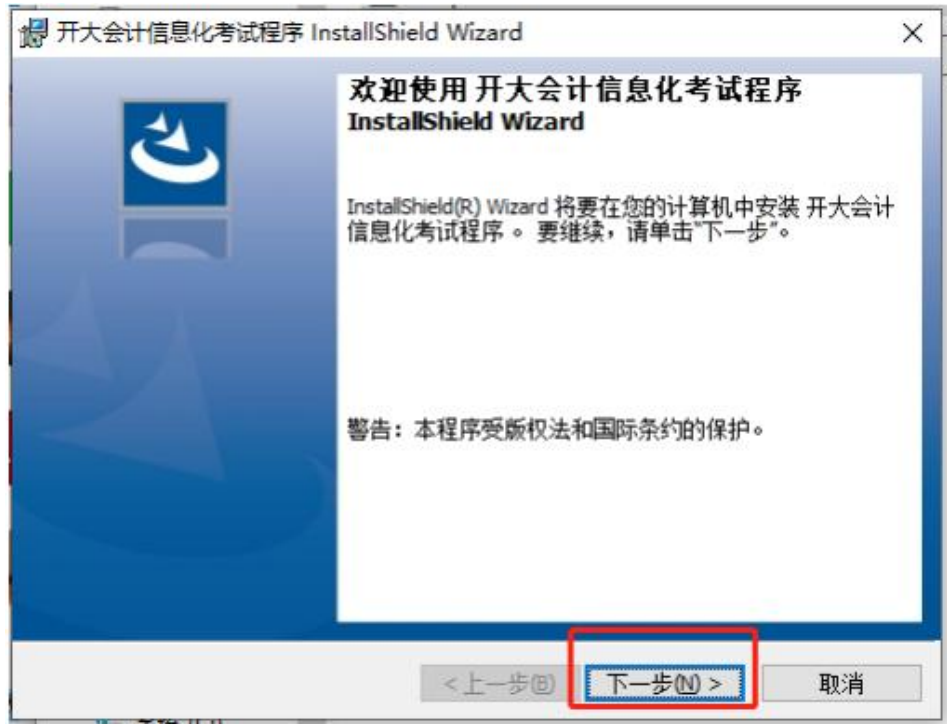 开大会计信息化考试程序 InstallShield Wizard
欢迎使用 开大会计信息化考试程序
InstallShield Wizard
InstallShield(R) Wizard 将要在您的计算机中安装 开大会计
信息化考试程序 。 要继续，请单击"下一步"。
警告：本程序受版权法和国际条约的保护。
<上一步(B)
下一步(N) >
取消